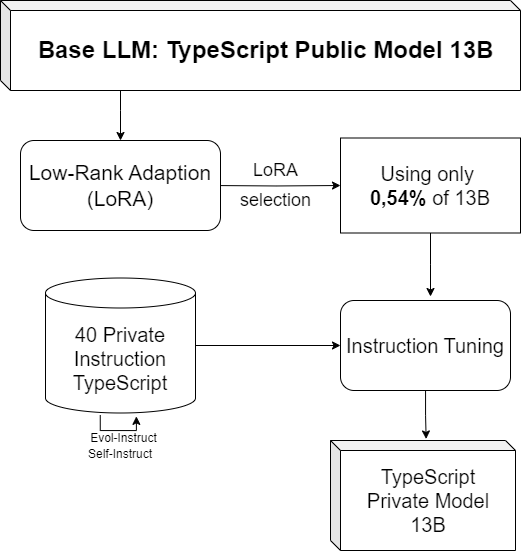 Base LLM: TypeScript Public Model 13B
Low-Rank Adaption
(LoRA)
LoRA
selection
Using only
0,54% of 13B
40 Private
Instruction
TypeScript
Instruction Tuning
Evol-Instruct
Self-Instruct
TypeScript
Private Model
13B